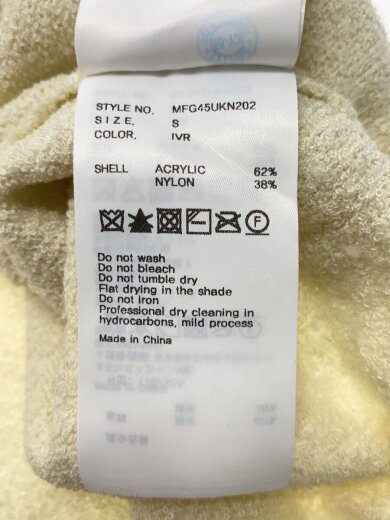 STYLE NO. MFG45UKN202
SIZE. S
COLOR. IVR
SHELL ACRYLIC 62%
NYLON 38%
F
Do not wash
Do not bleach
Do not tumble dry
Flat drying in the shade
Do not iron
Professional dry cleaning in
hydrocarbons, mild process
Made in China